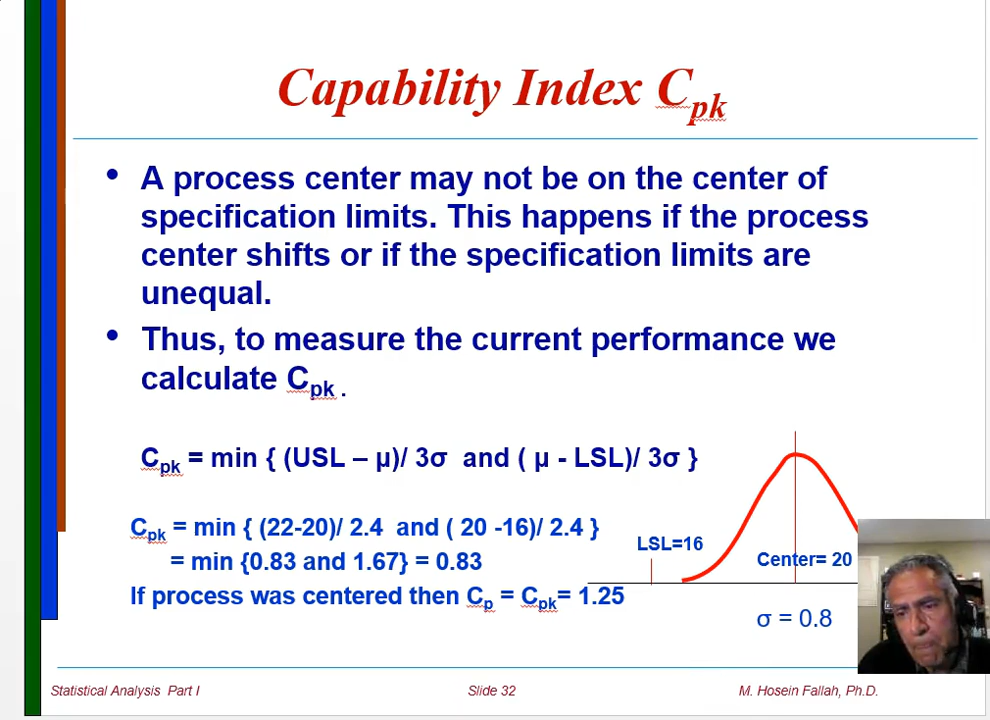 Capability Index Cpk
• A process center may not be on the center of
specification limits. This happens if the process
center shifts or if the specification limits are
unequal.
• Thus, to measure the current performance we
calculate Cpk .
Cpk = min { (USL – μ)/ 3σ and ( μ - LSL)/ 3σ }
Cpk = min { (22-20)/ 2.4 and ( 20 -16)/ 2.4 }
= min {0.83 and 1.67} = 0.83
If process was centered then Cp = Cpk= 1.25
LSL=16
Center= 20
σ = 0.8
Statistical Analysis Part I
Slide 32
M. Hosein Fallah, Ph.D.